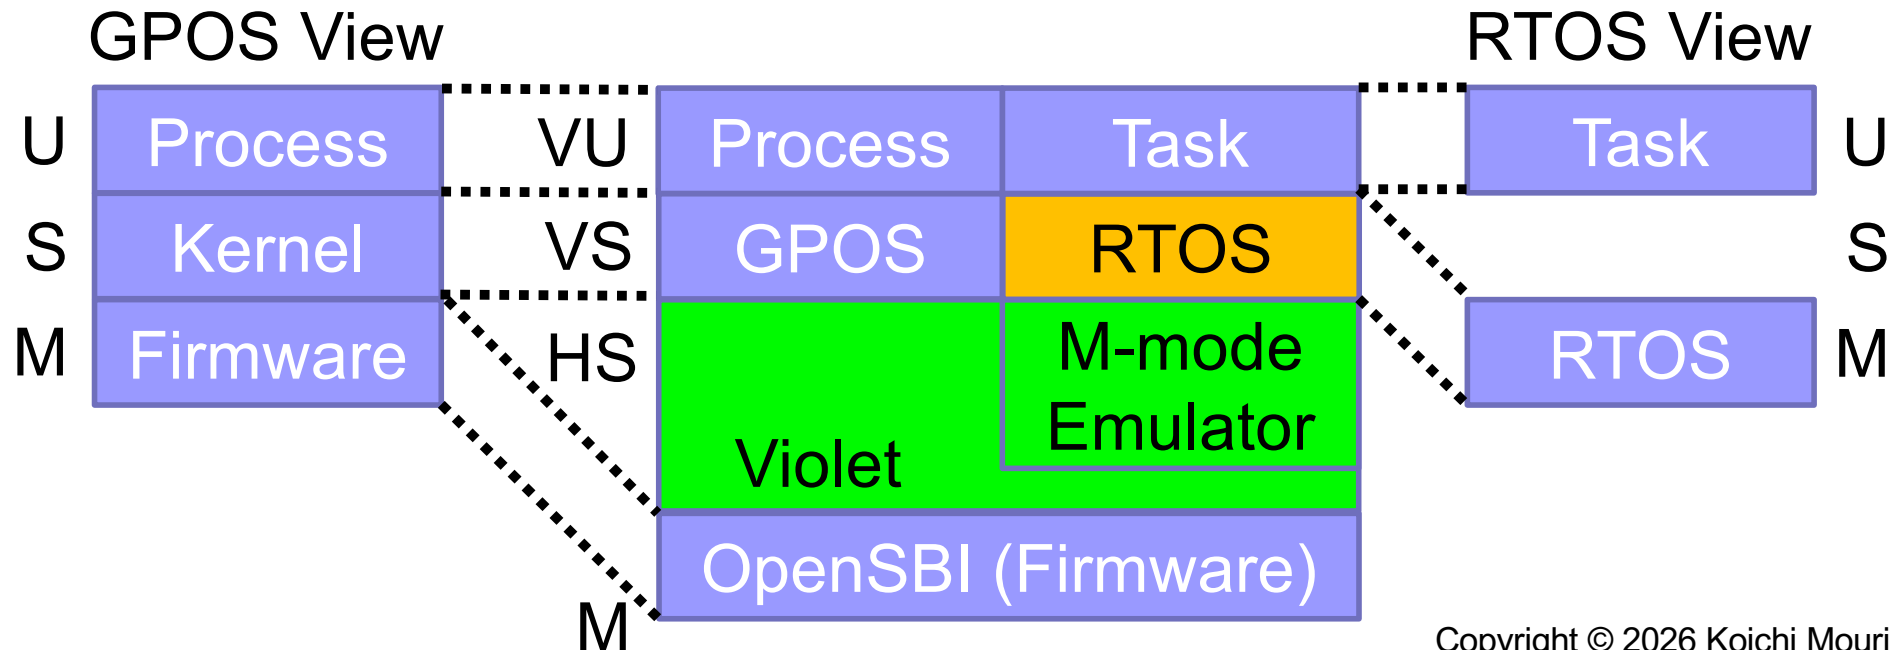 GPOS View
RTOS View
U
Process
VU
Process
Task
Task
U
S
Kernel
VS
GPOS
RTOS
S
M
Firmware
HS
M-mode
Emulator
RTOS
M
Violet
OpenSBI (Firmware)
M
Copyright © 2026 Koichi Mouri